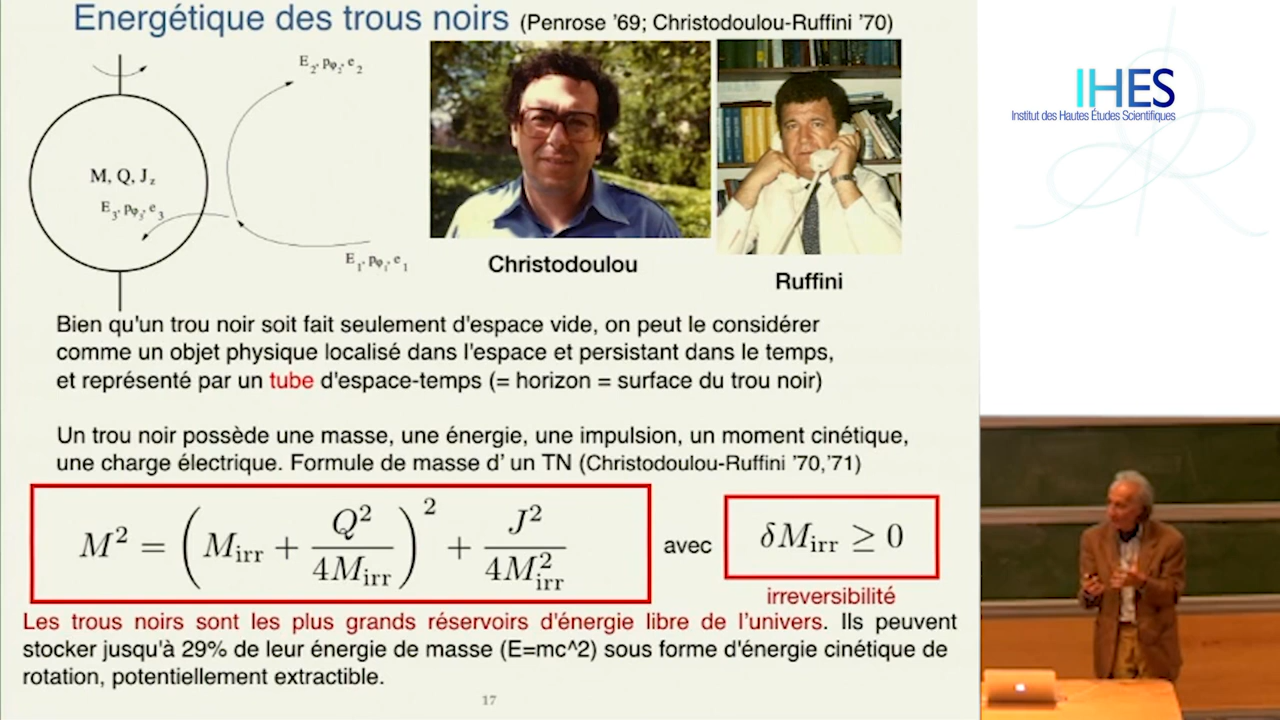 Energétique des trous noirs (Penrose '69; Christodoulou-Ruffini '70)
E₂, pφ₂, e₂
M, Q, J_z
E₃, pφ₃, e₃
E₁, pφ₁, e₁
Christodoulou
Ruffini
IHES
Institut des Hautes Études Scientifiques
Bien qu'un trou noir soit fait seulement d'espace vide, on peut le considérer
comme un objet physique localisé dans l'espace et persistant dans le temps,
et représenté par un tube d'espace-temps (= horizon = surface du trou noir)
Un trou noir possède une masse, une énergie, une impulsion, un moment cinétique,
une charge électrique. Formule de masse d' un TN (Christodoulou-Ruffini '70,'71)
M² = (M_irr + Q²/4M_irr)² + J²/4M²_irr avec δM_irr ≥ 0
irreversibilité
Les trous noirs sont les plus grands réservoirs d'énergie libre de l'univers. Ils peuvent
stocker jusqu'à 29% de leur énergie de masse (E=mc^2) sous forme d'énergie cinétique de
rotation, potentiellement extractible.
17